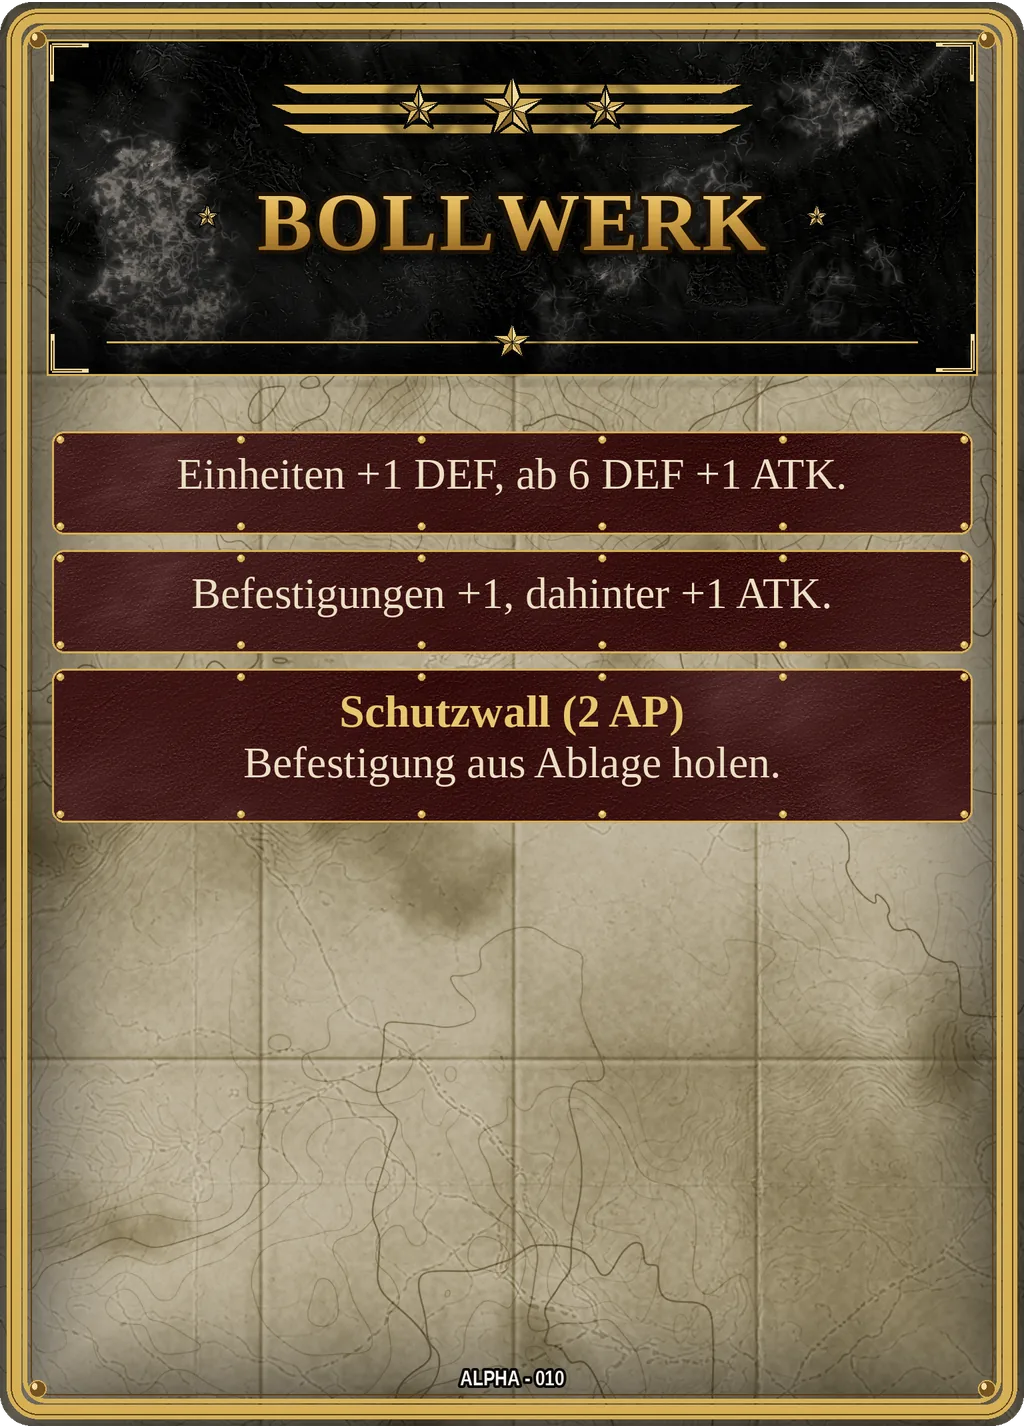 BOLLWERK
Einheiten +1 DEF, ab 6 DEF +1 ATK.
Befestigungen +1, dahinter +1 ATK.
Schutzwall (2 AP)
Befestigung aus Ablage holen.
ALPHA - 010